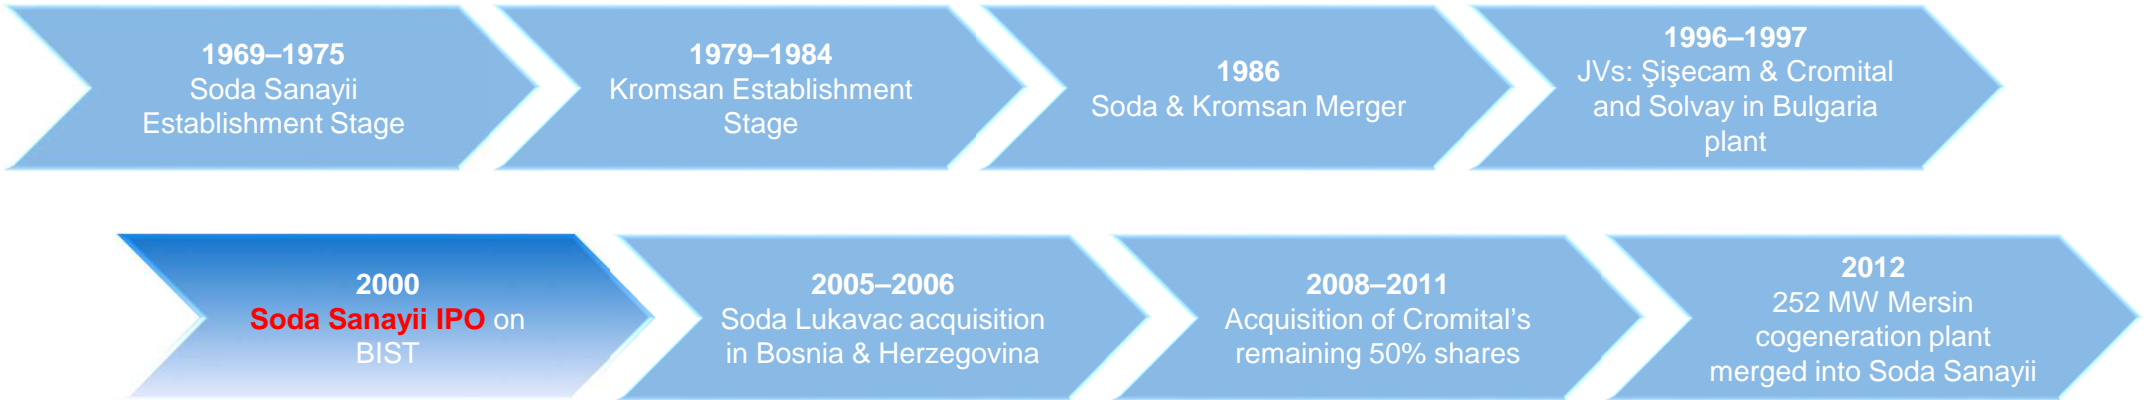 1969–1975
Soda Sanayii
Establishment Stage
1979–1984
Kromsan Establishment
Stage
1986
Soda & Kromsan Merger
1996–1997
JVs: Şişecam & Cromital
and Solvay in Bulgaria
plant
2000
Soda Sanayii IPO on
BIST
2005–2006
Soda Lukavac acquisition
in Bosnia & Herzegovina
2008–2011
Acquisition of Cromital’s
remaining 50% shares
2012
252 MW Mersin
cogeneration plant
merged into Soda Sanayii